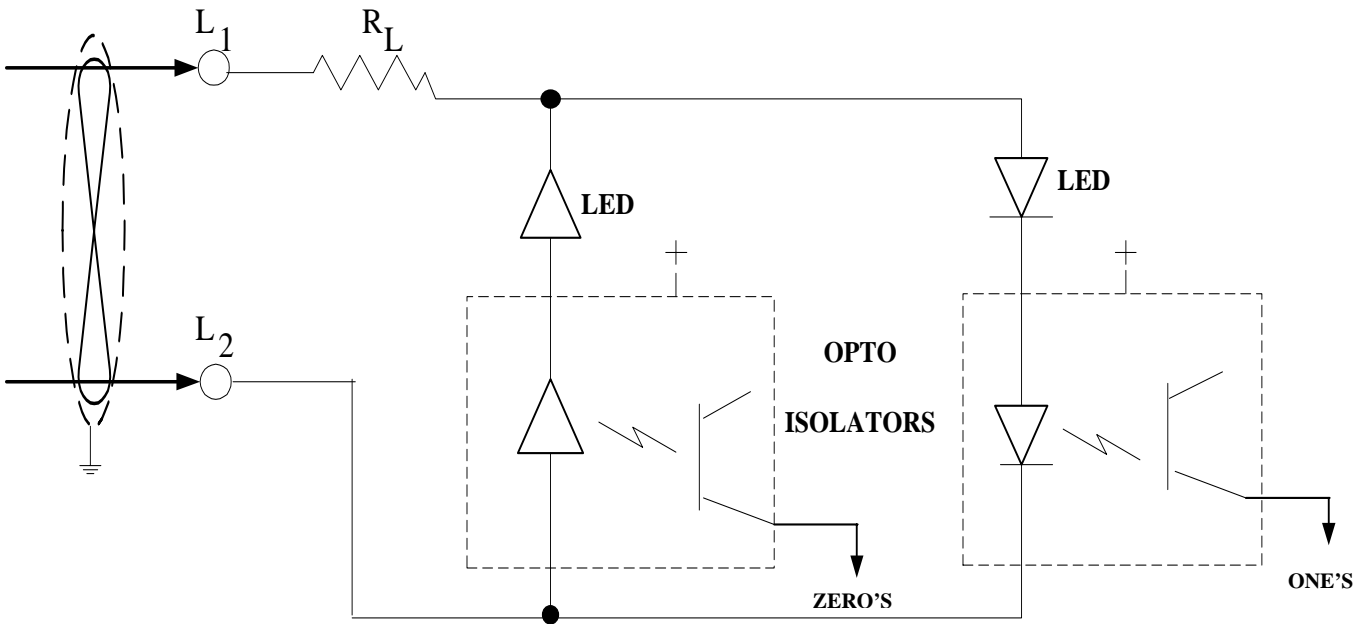 L1
RL
LED
LED
+
+
L2
OPTO
ISOLATORS
ZERO'S
ONE'S